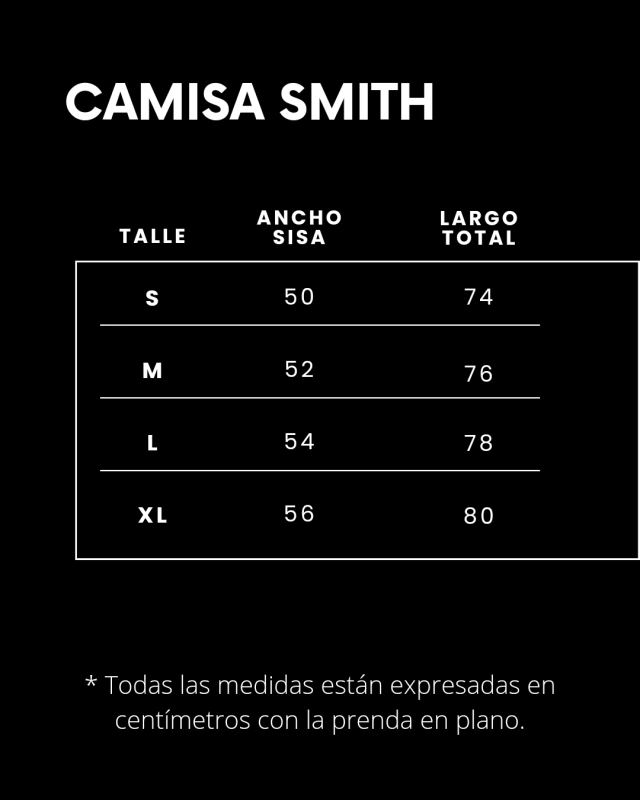 CAMISA SMITH
TALLE ANCHO SISA LARGO TOTAL
S 50 74
M 52 76
L 54 78
XL 56 80
* Todas las medidas están expresadas en
centímetros con la prenda en plano.